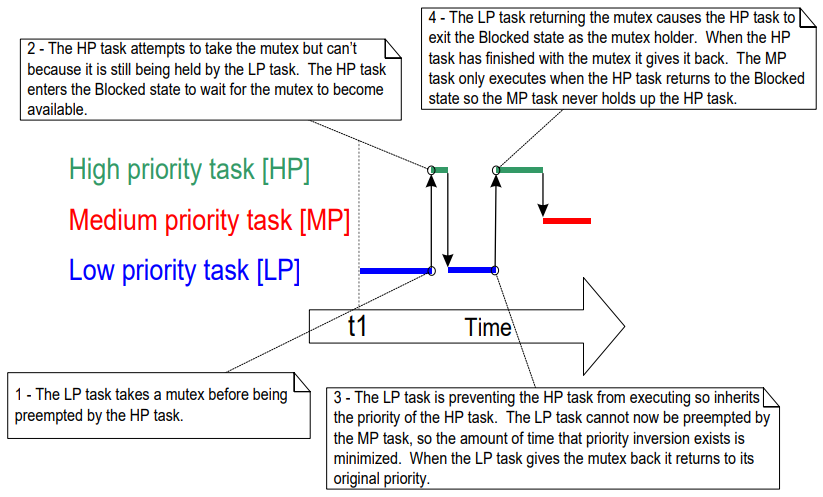 2 - The HP task attempts to take the mutex but can't
because it is still being held by the LP task.  The HP task
enters the Blocked state to wait for the mutex to become
available.
4 - The LP task returning the mutex causes the HP task to
exit the Blocked state as the mutex holder.  When the HP
task has finished with the mutex it gives it back.  The MP
task only executes when the HP task returns to the Blocked
state so the MP task never holds up the HP task.
High priority task [HP]
Medium priority task [MP]
Low priority task [LP]
t1
Time
1 - The LP task takes a mutex before being
preempted by the HP task.
3 - The LP task is preventing the HP task from executing so inherits
the priority of the HP task.  The LP task cannot now be preempted by
the MP task, so the amount of time that priority inversion exists is
minimized.  When the LP task gives the mutex back it returns to its
original priority.